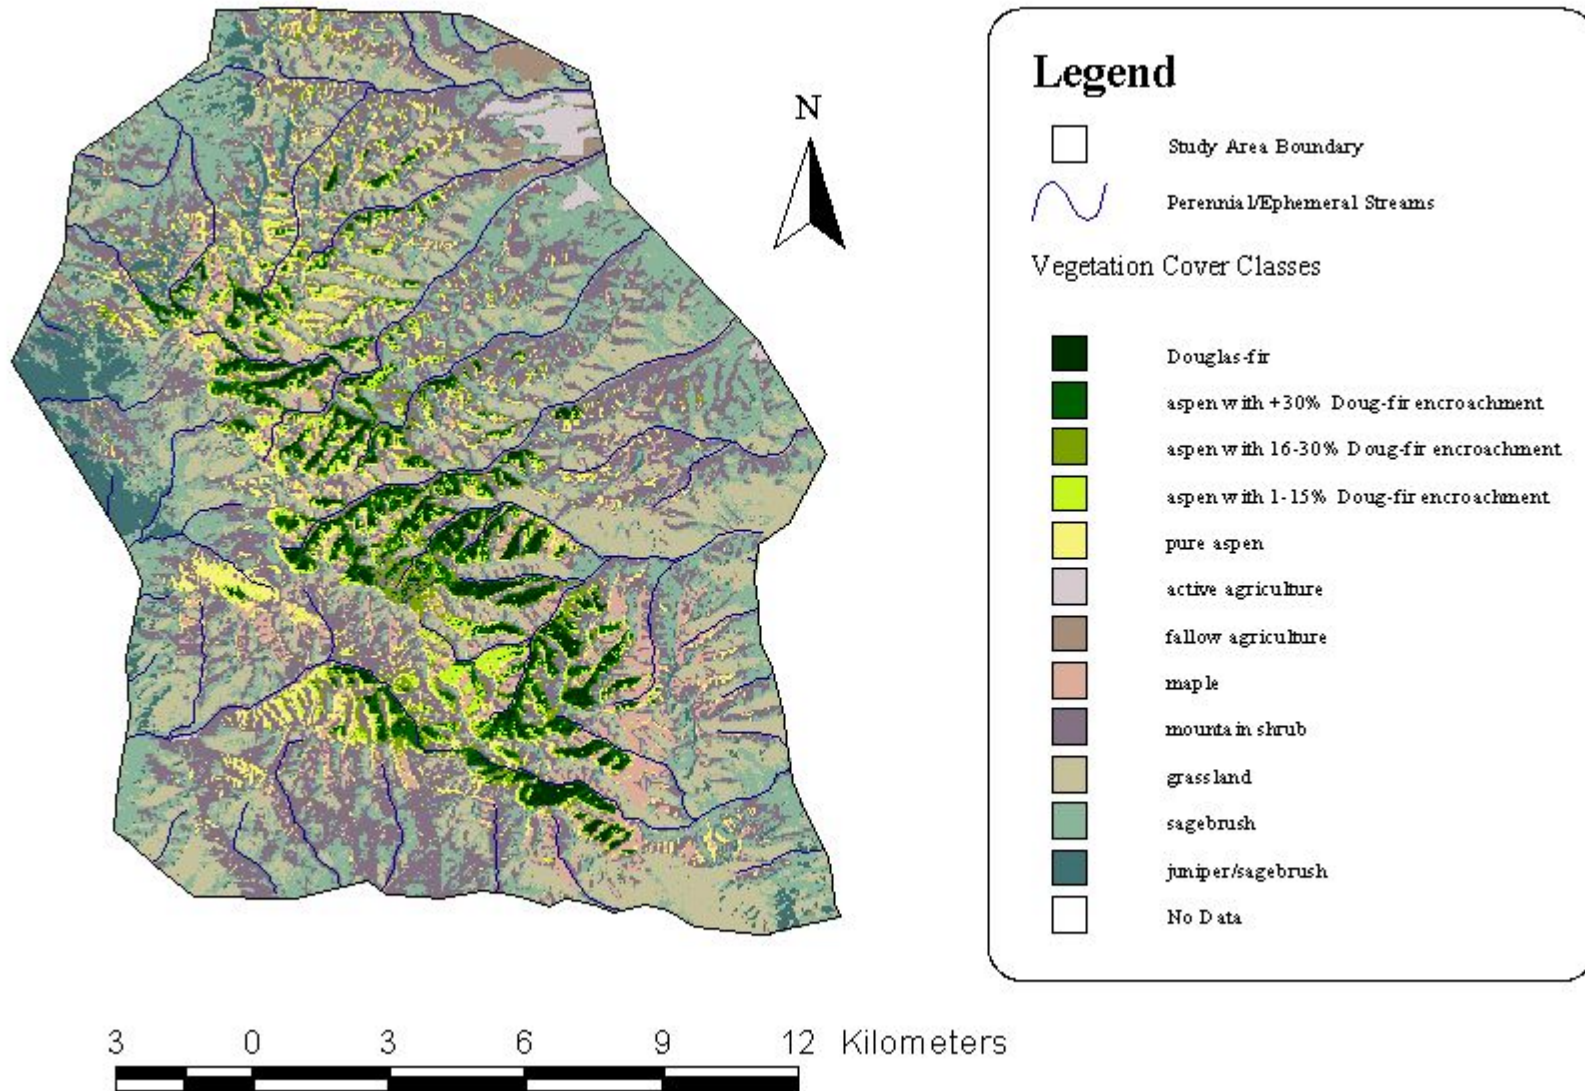 Legend
N
Study Area Boundary
Perennial/Ephemeral Streams
Vegetation Cover Classes
Douglas-fir
aspen with +30% Doug-fir encroachment
aspen with 16-30% Doug-fir encroachment
aspen with 1-15% Doug-fir encroachment
pure aspen
active agriculture
fallow agriculture
maple
mountain shrub
grassland
sagebrush
juniper/sagebrush
No Data
3 0 3 6 9 12 Kilometers